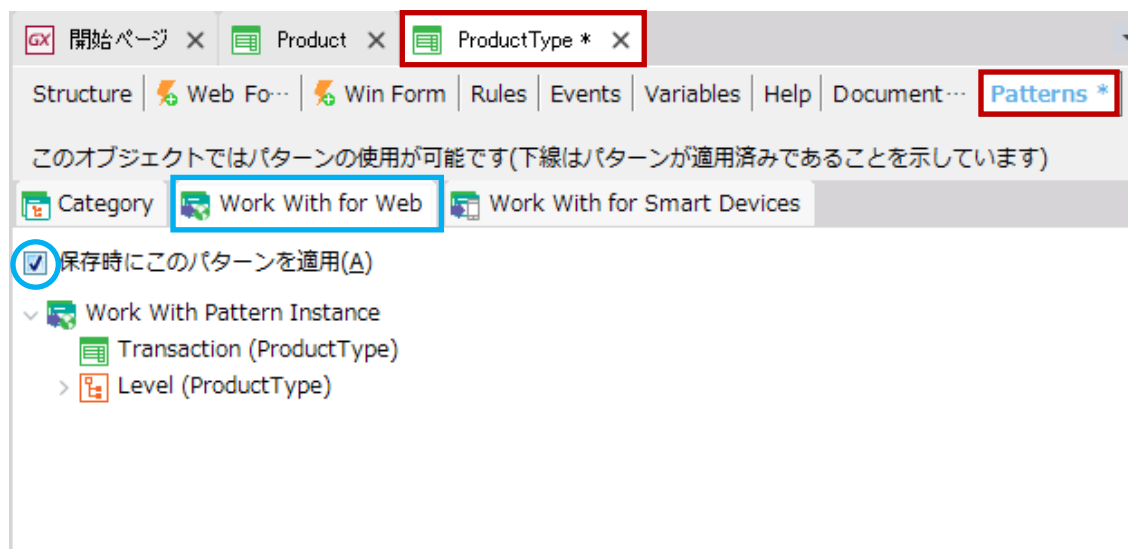 GX 開始ページ × Product × ProductType * ×
Structure Web Fo… Win Form Rules Events Variables Help Document… Patterns *
このオブジェクトではパターンの使用が可能です(下線はパターンが適用済みであることを示しています)
Category Work With for Web Work With for Smart Devices
保存時にこのパターンを適用(A)
Work With Pattern Instance
Transaction (ProductType)
Level (ProductType)